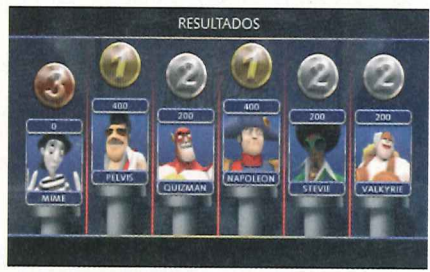 RESULTADOS
3 1 2 1 2 2
0 400 200 400 200 200
MIME PELVIS QUIZMAN NAPOLEON STEVIE VALKYRIE